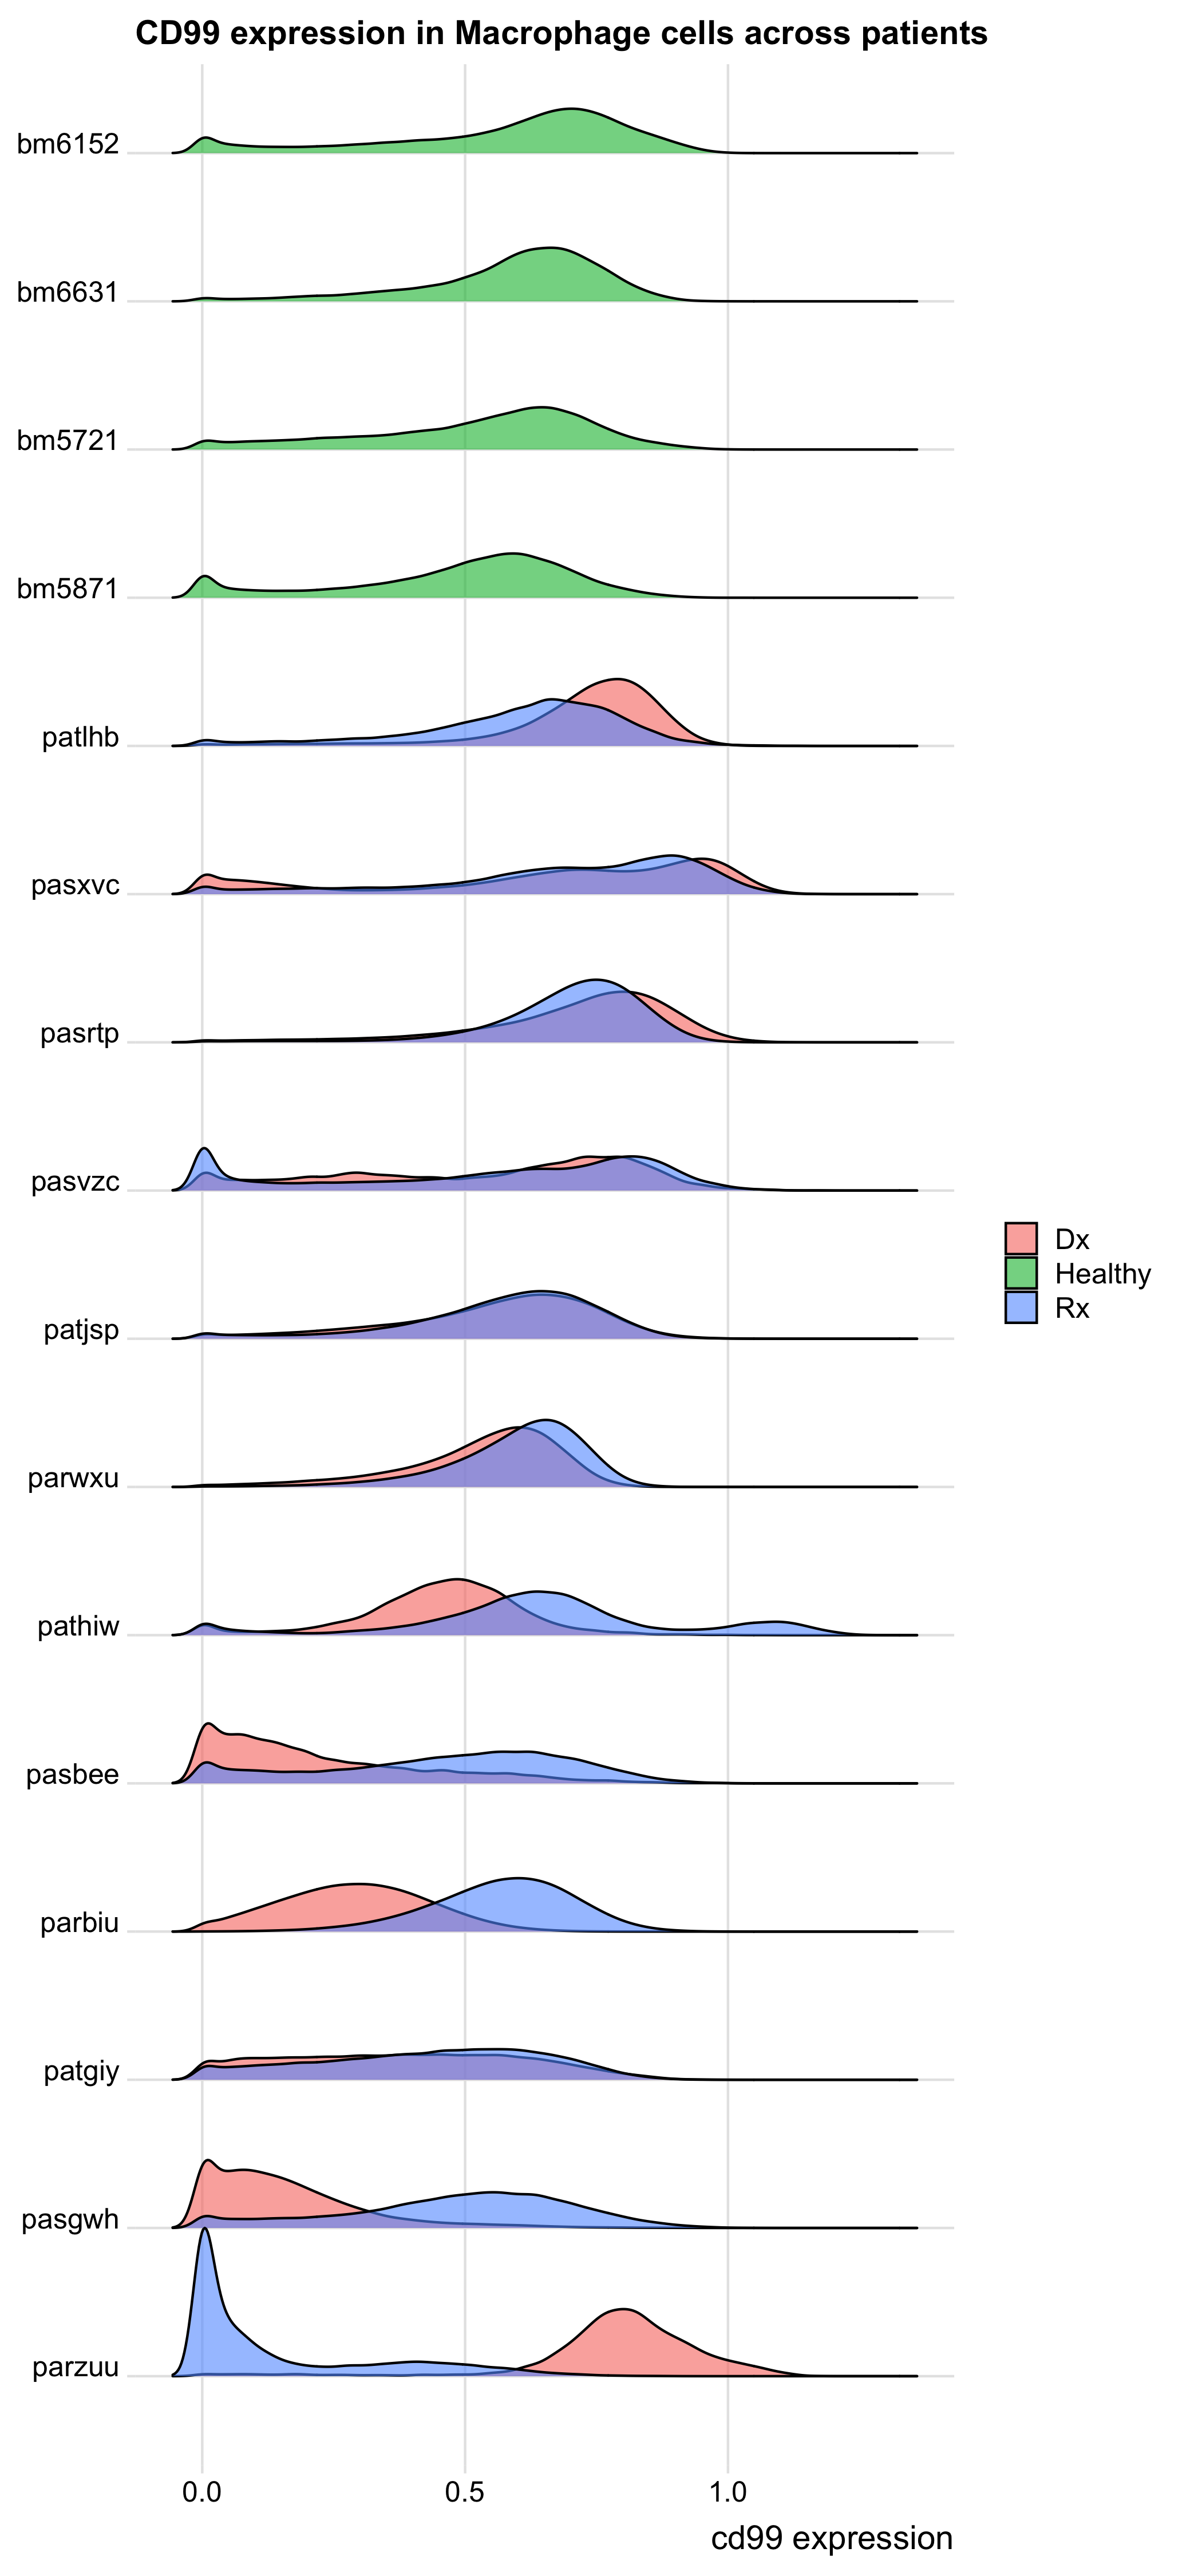 CD99 expression in Macrophage cells across patients
bm6152
bm6631
bm5721
bm5871
patlhb
pasxvc
pasrtp
pasvzc
patjsp
parwxu
pathiw
pasbee
parbiu
patgiy
pasgwh
parzuu
0.0 0.5 1.0
cd99 expression
Dx
Healthy
Rx